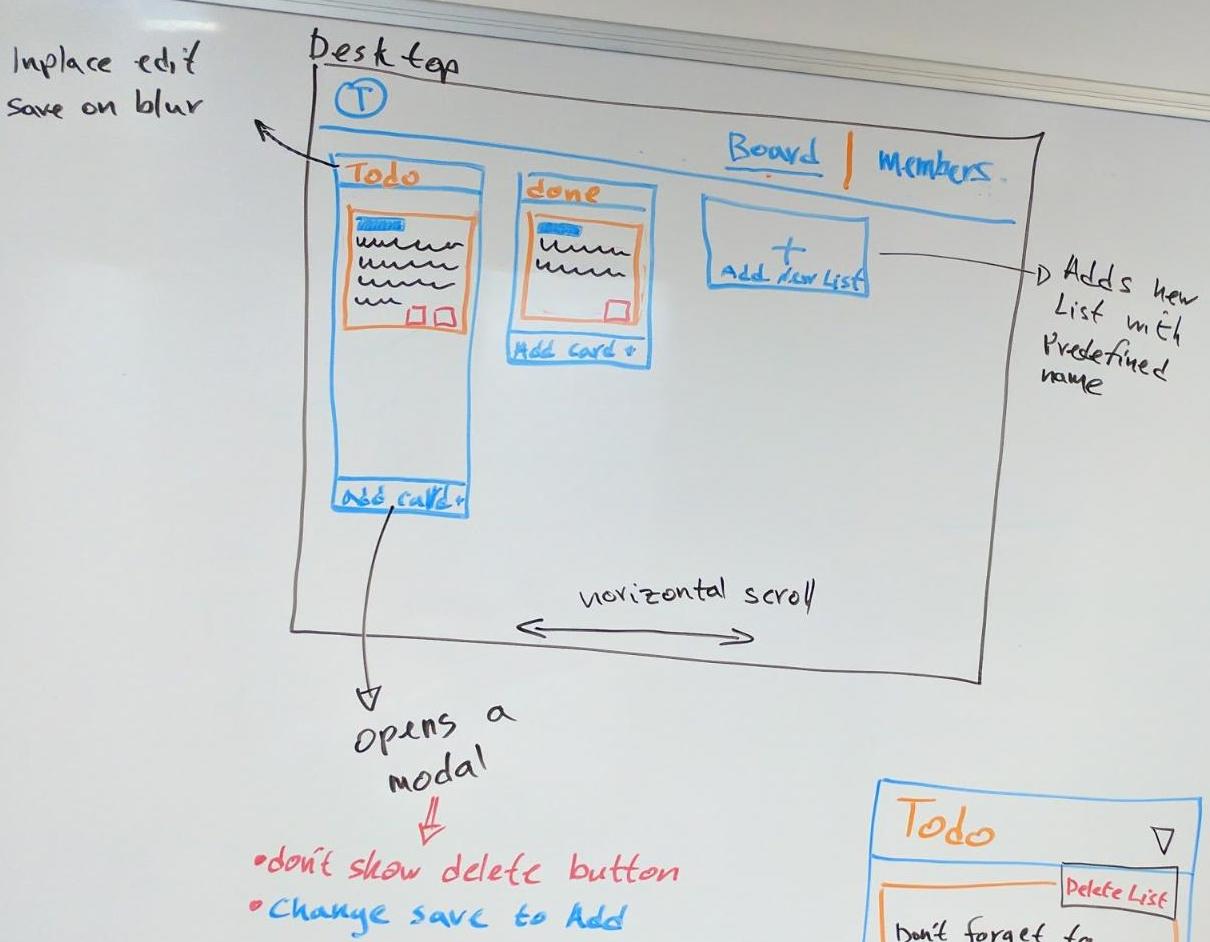 Inplace edit
save on blur
Desktop
T
Board | Members
Todo
done
+
Add New List
Add card +
Add card +
Adds new
List with
Predefined
name
horizontal scroll
opens a
modal
•don't show delete button
•Change save to Add
Todo
Delete List
Don't forget to